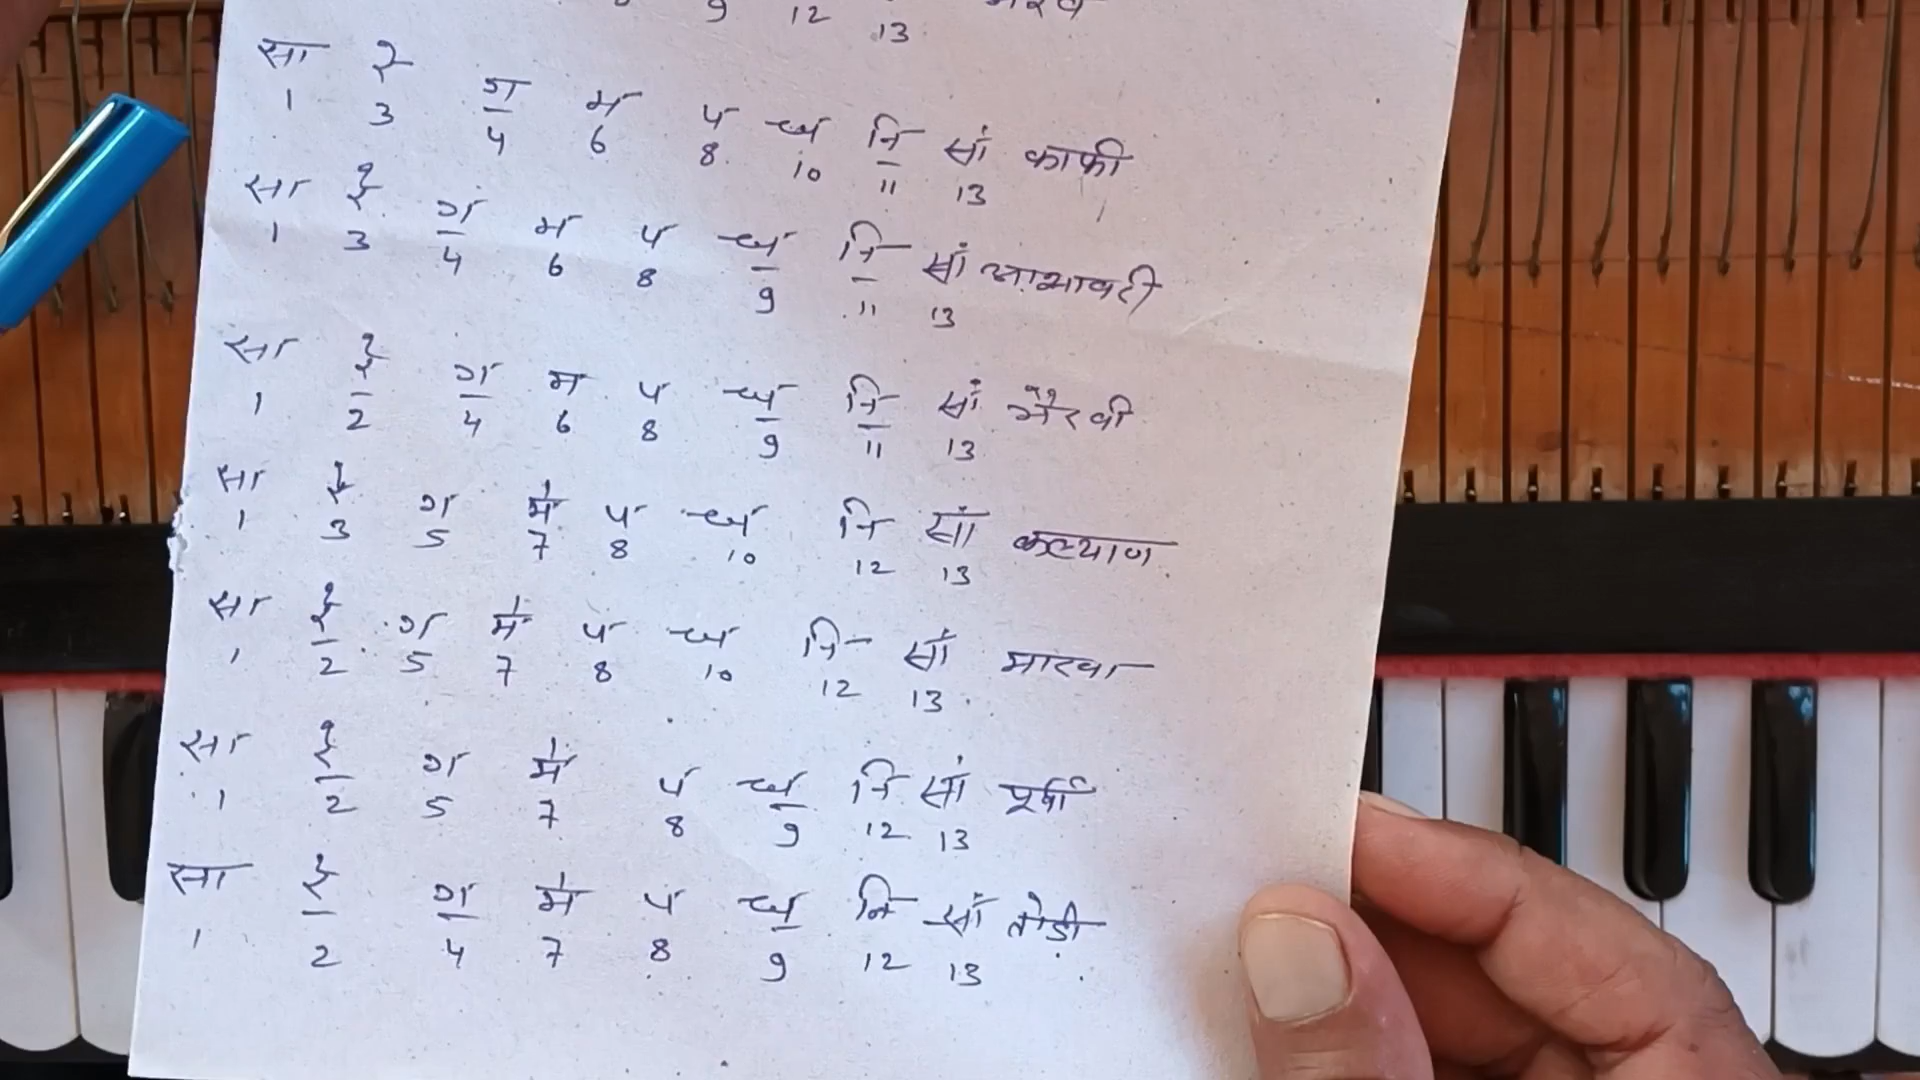 9 12 13 भैरव
सा रे ग॒ म प ध नि॒ सां काफी
1 3 4 6 8 10 11 13
सा रे ग॒ म प ध॒ नि॒ सां आसावरी
1 3 4 6 8 9 11 13
सा रे॒ ग॒ म प ध॒ नि॒ सां भैरवी
1 2 4 6 8 9 11 13
सा रे ग म॑ प ध नि सां कल्याण
1 3 5 7 8 10 12 13
सा रे॒ ग म॑ प ध नि सां मारवा
1 2 5 7 8 10 12 13
सा रे॒ ग म॑ प ध॒ नि सां पूर्वी
1 2 5 7 8 9 12 13
सा रे॒ ग॒ म॑ प ध॒ नि सां तोडी
1 2 4 7 8 9 12 13